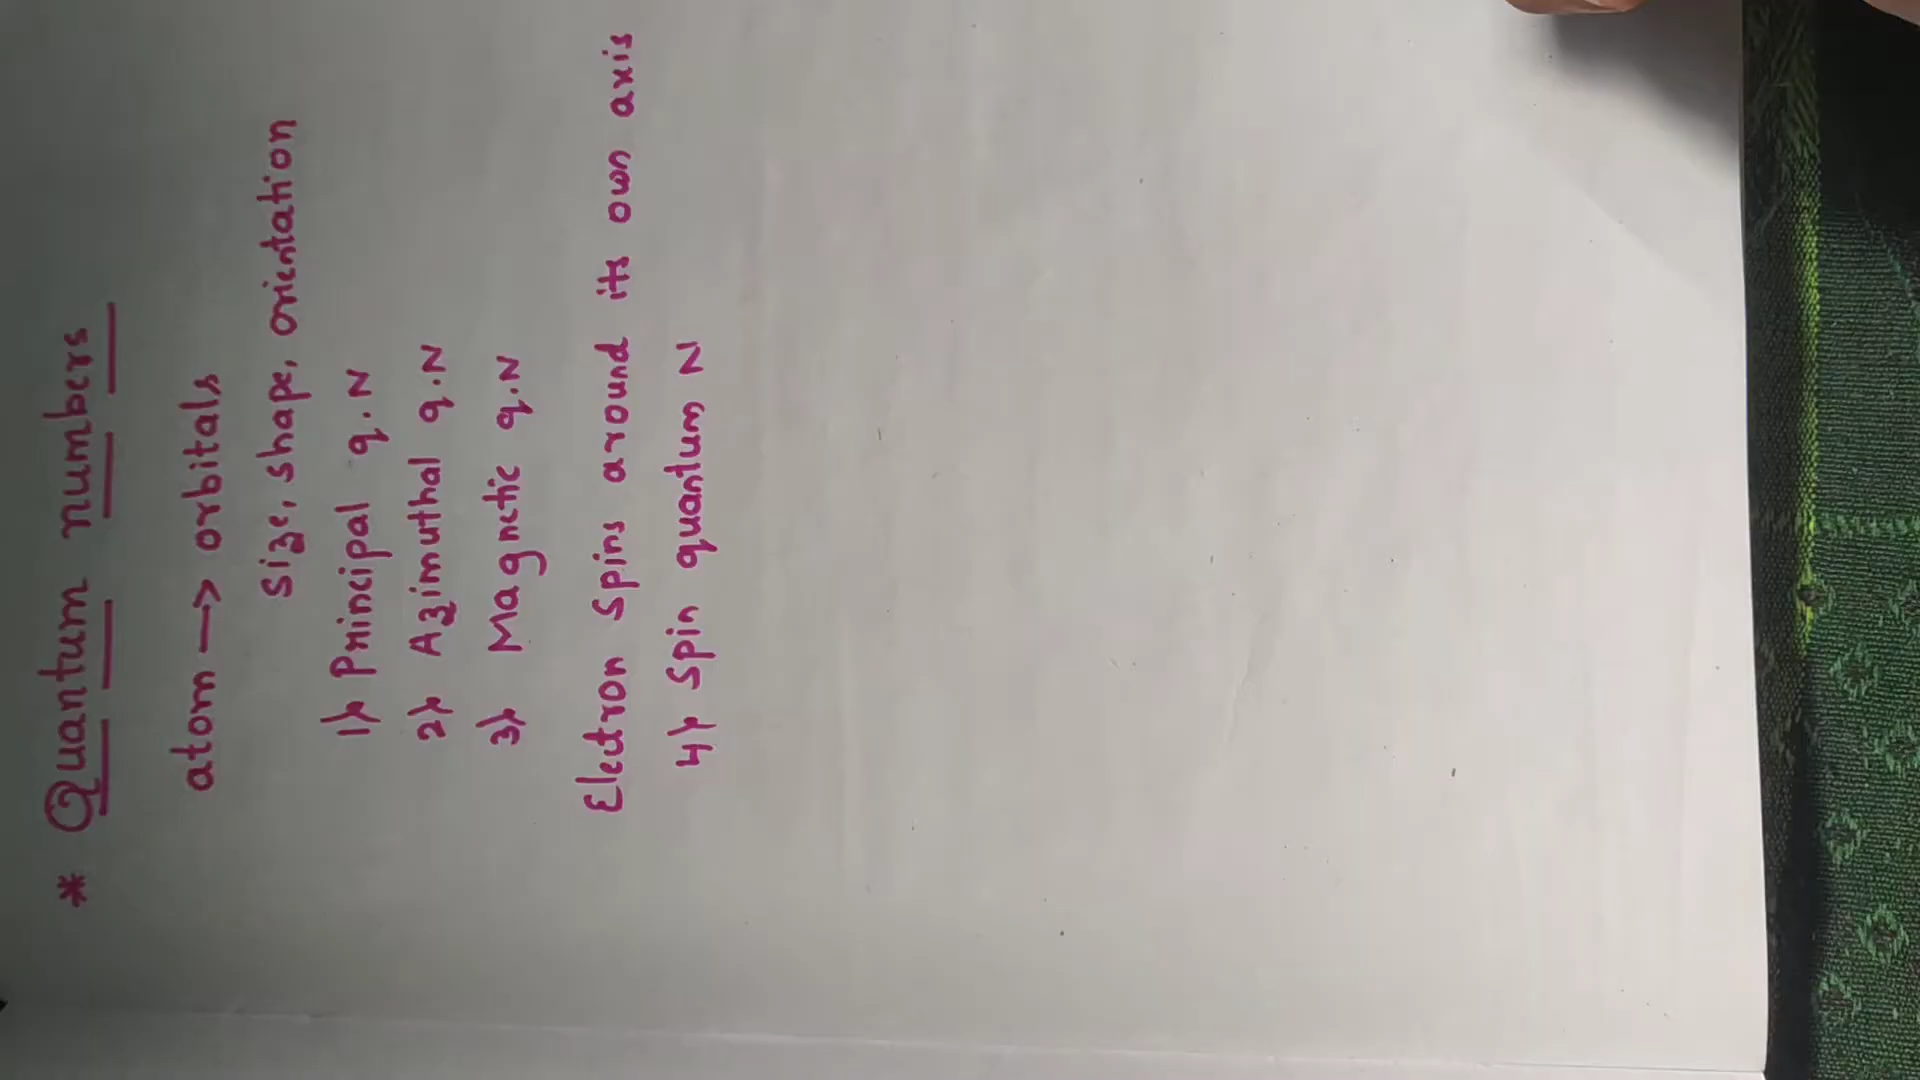 * Quantum numbers
atom → orbitals
size, shape, orientation
1) Principal q.N
2) Azimuthal q.N
3) Magnetic q.N
Electron spins around its own axis
4) spin quantum N